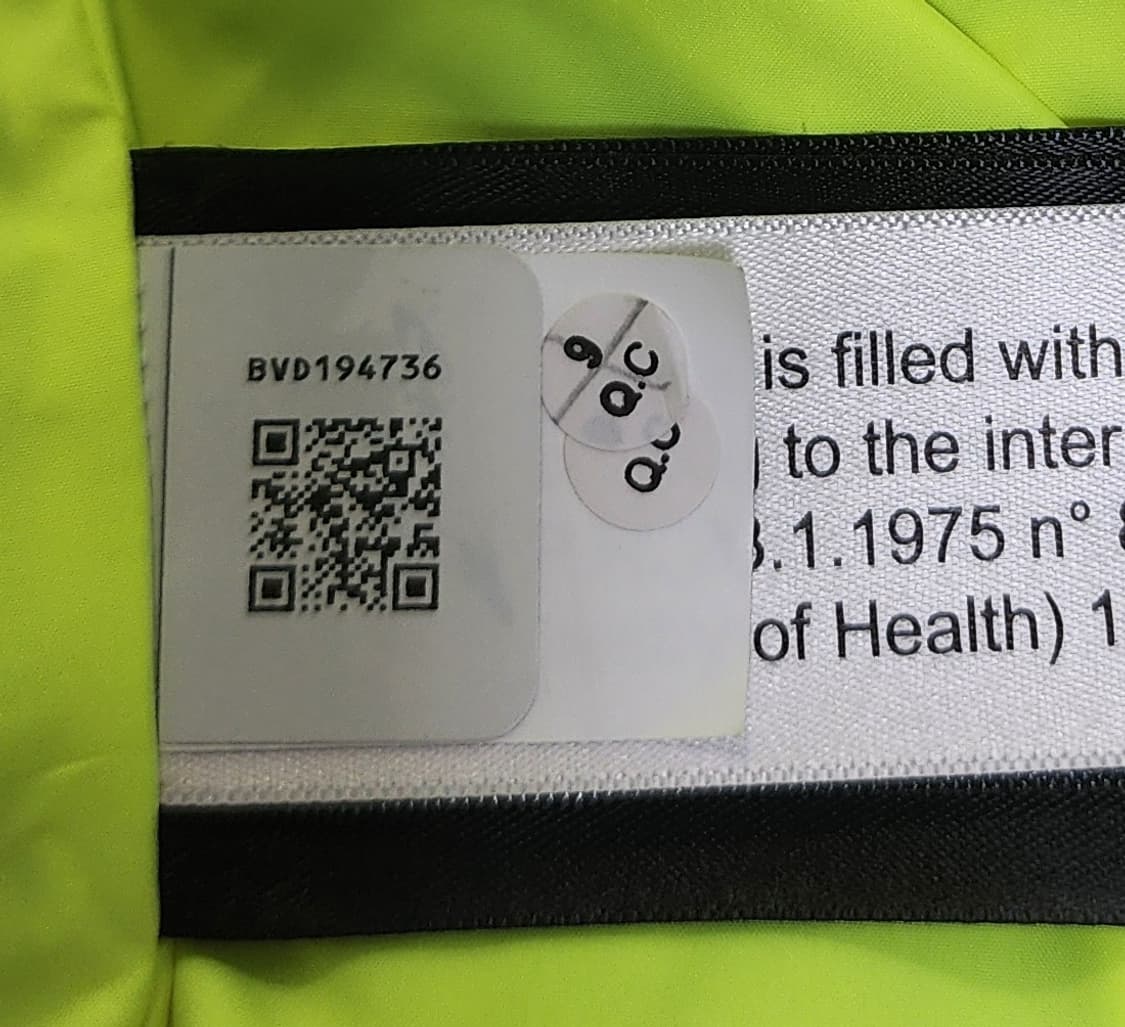 BVD194736
9
Q.C
Q.C
is filled with
to the inter
.1.1975 n°
of Health) 1